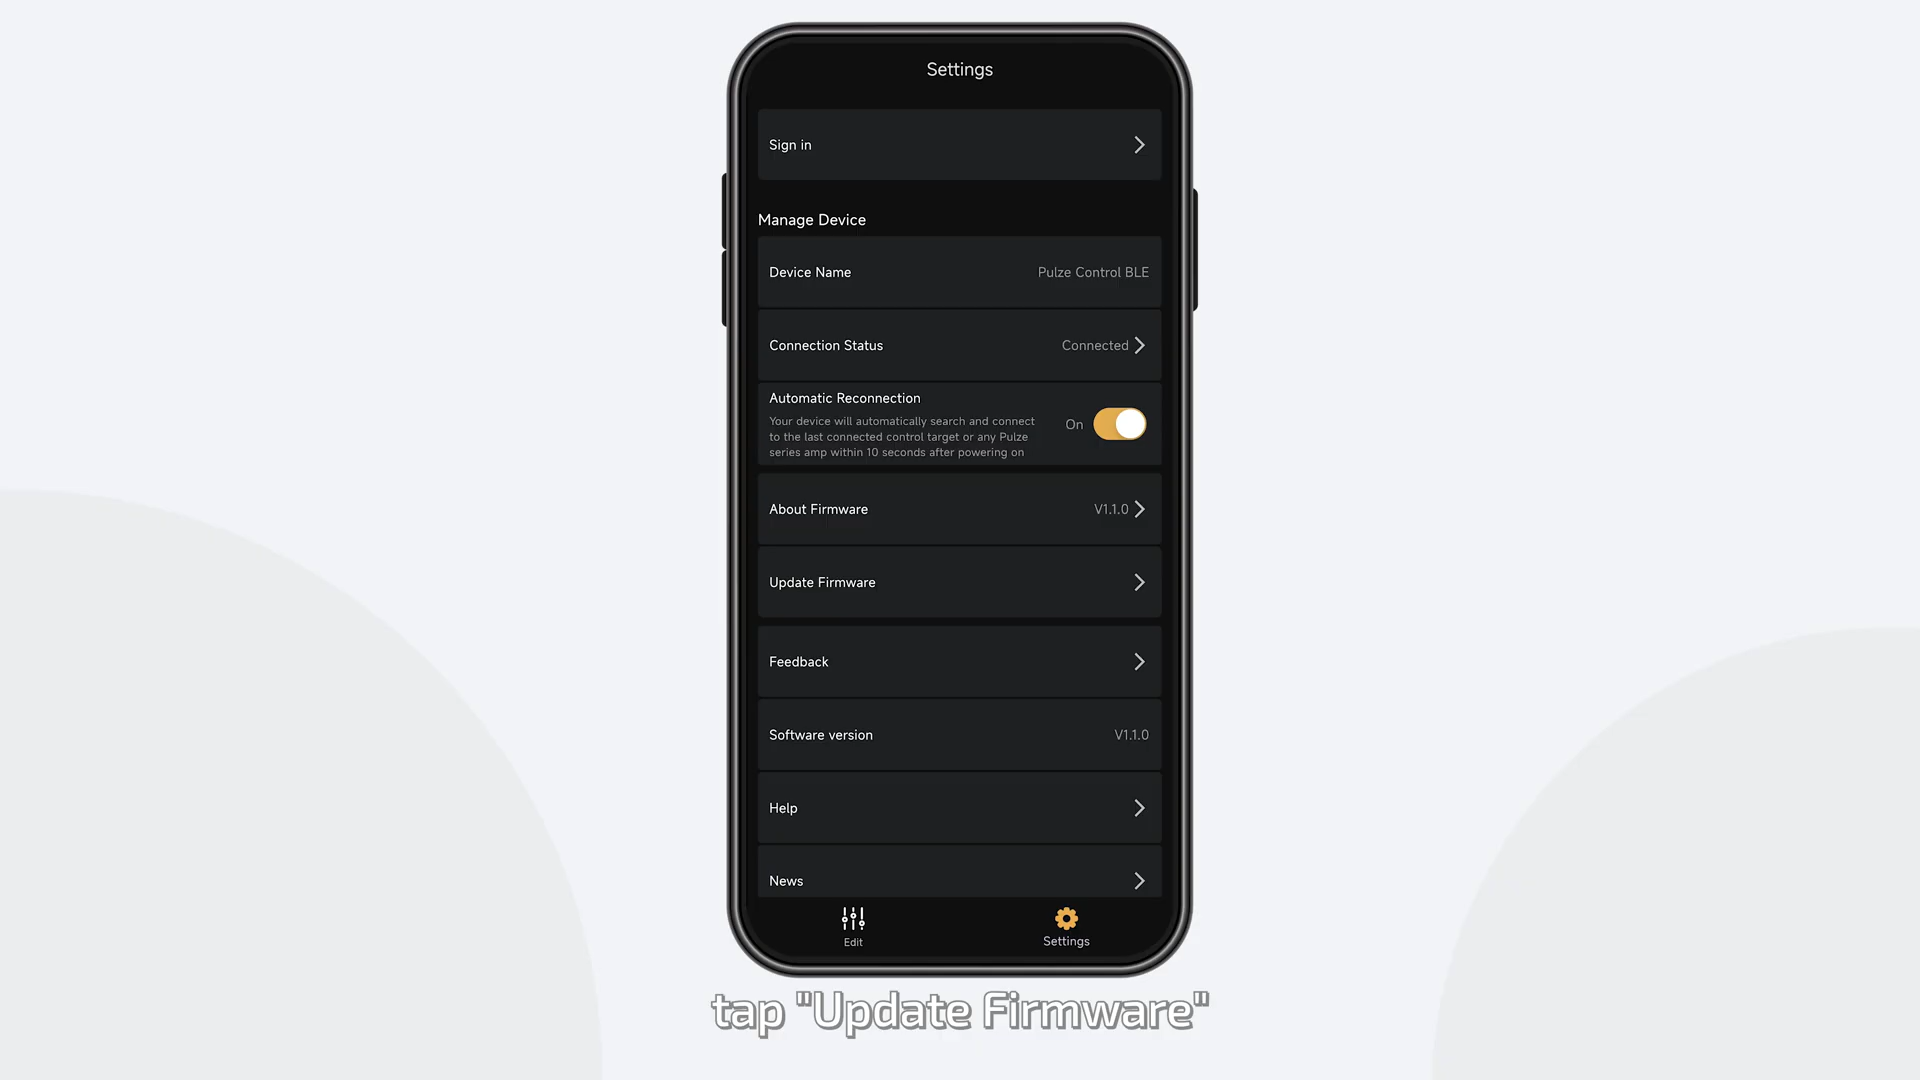 Settings
Sign in
Manage Device
Device Name
Pulze Control BLE
Connection Status
Connected
Automatic Reconnection
Your device will automatically search and connect
to the last connected control target or any Pulze
series amp within 10 seconds after powering on
On
About Firmware
V1.1.0
Update Firmware
Feedback
Software version
V1.1.0
Help
News
Edit
Settings
tap "Update Firmware"